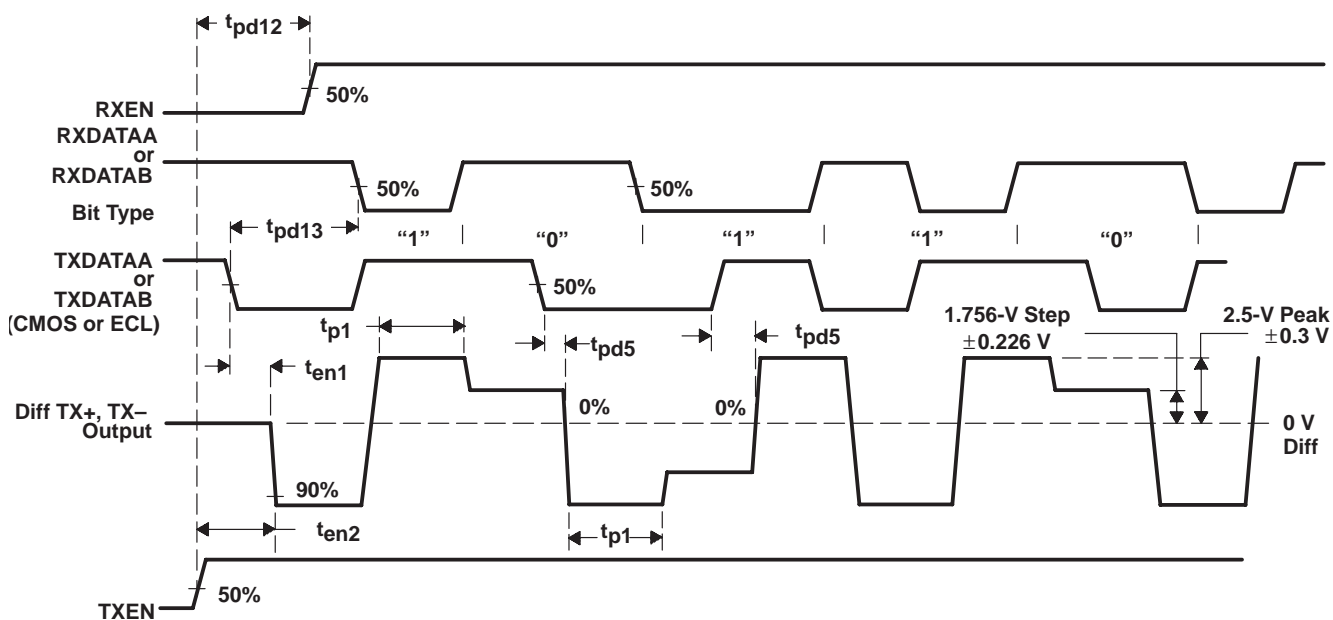 tpd12
50%
RXEN
RXDATAA
or
RXDATAB
50%
50%
Bit Type
tpd13
“1”
“0”
“1”
“1”
“0”
TXDATAA
or
TXDATAB
(CMOS or ECL)
50%
tp1
tpd5
tpd5
1.756-V Step
±0.226 V
2.5-V Peak
±0.3 V
ten1
Diff TX+, TX–
Output
0%
0%
0 V
Diff
90%
ten2
tp1
50%
TXEN